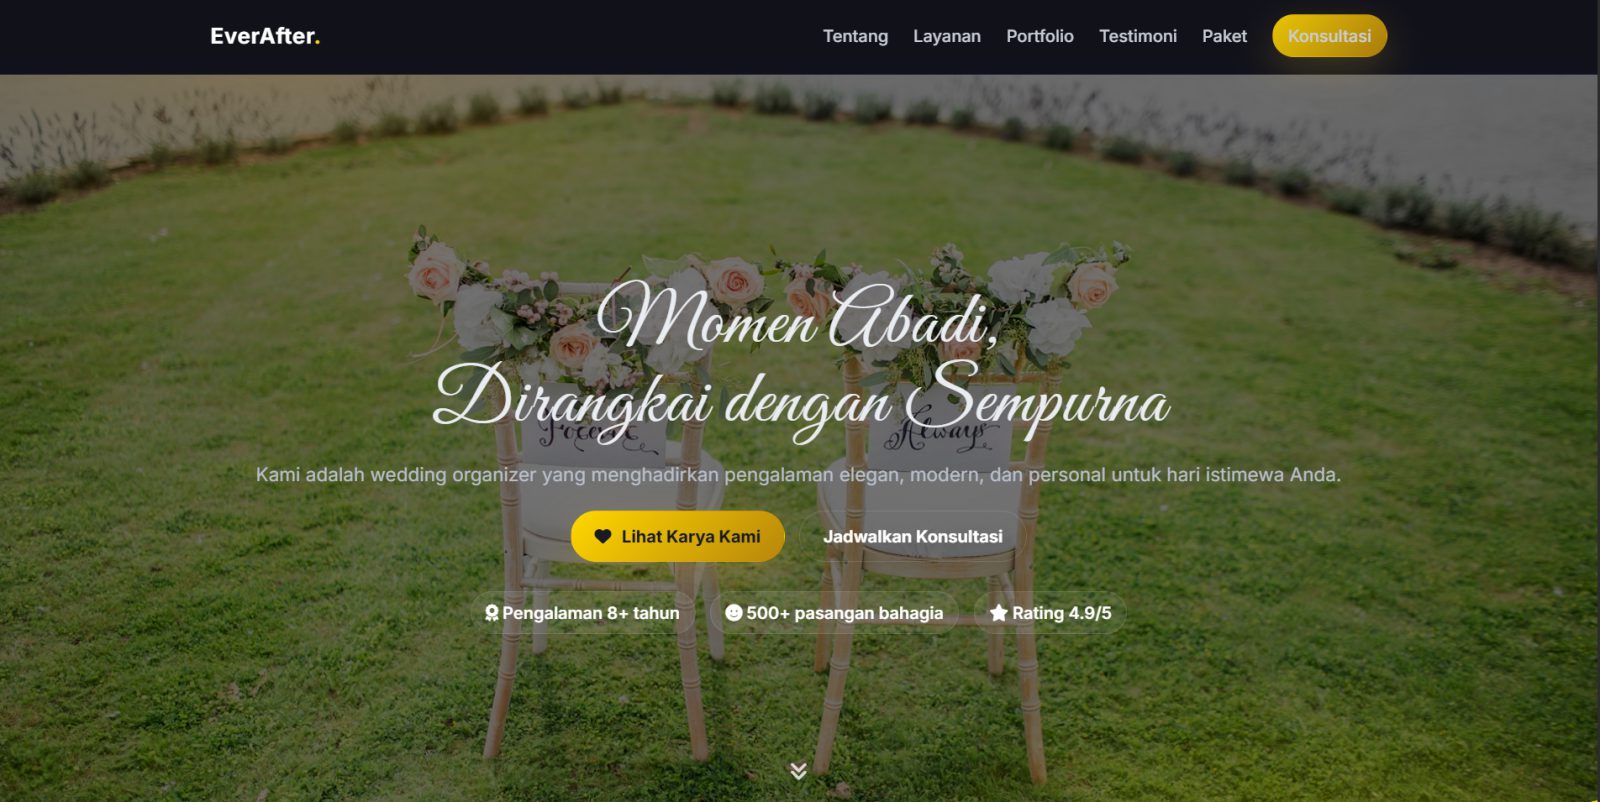 EverAfter.
Tentang
Layanan
Portfolio
Testimoni
Paket
Konsultasi
Momen Abadi,
Dirangkai dengan Sempurna
Always
Kami adalah wedding organizer yang menghadirkan pengalaman elegan, modern, dan personal untuk hari istimewa Anda.
Lihat Karya Kami
Jadwalkan Konsultasi
Pengalaman 8+ tahun
500+ pasangan bahagia
Rating 4.9/5